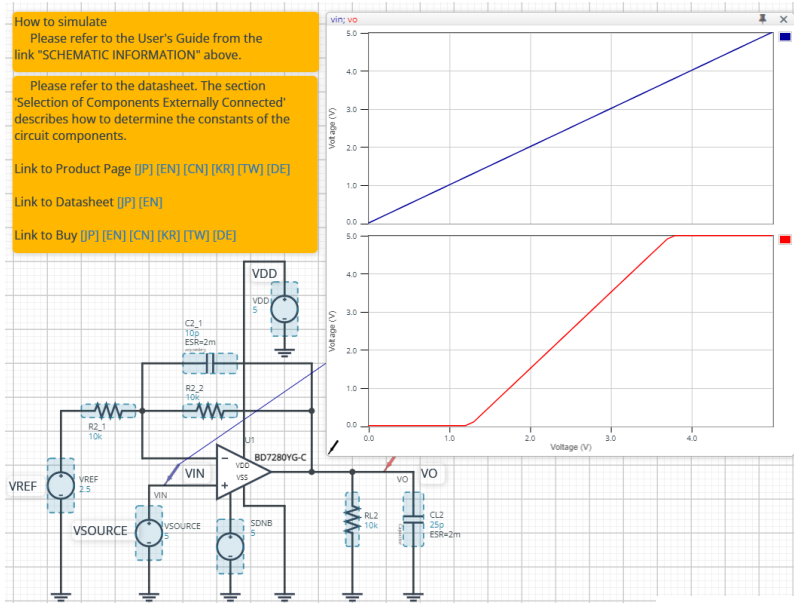 How to simulate
Please refer to the User's Guide from the
link "SCHEMATIC INFORMATION" above.
Please refer to the datasheet. The section
'Selection of Components Externally Connected'
describes how to determine the constants of the
circuit components.
Link to Product Page [JP] [EN] [CN] [KR] [TW] [DE]
Link to Datasheet [JP] [EN]
Link to Buy [JP] [EN] [CN] [KR] [TW] [DE]
vin; vo
5.0
4.0
3.0
2.0
1.0
0.0
Voltage (V)
5.0
4.0
3.0
2.0
1.0
0.0
Voltage (V)
0.0 1.0 2.0 3.0 4.0
Voltage (V)
VDD
VDD
5
C2_1
10p
ESR=2m
R2_2
10k
R2_1
10k
U1
BD7280YG-C
VDD
VSS
VREF
VREF
2.5
VIN
VIN
VSOURCE
VSOURCE
5
SDNB
5
VO
VO
RL2
10k
CL2
25p
ESR=2m